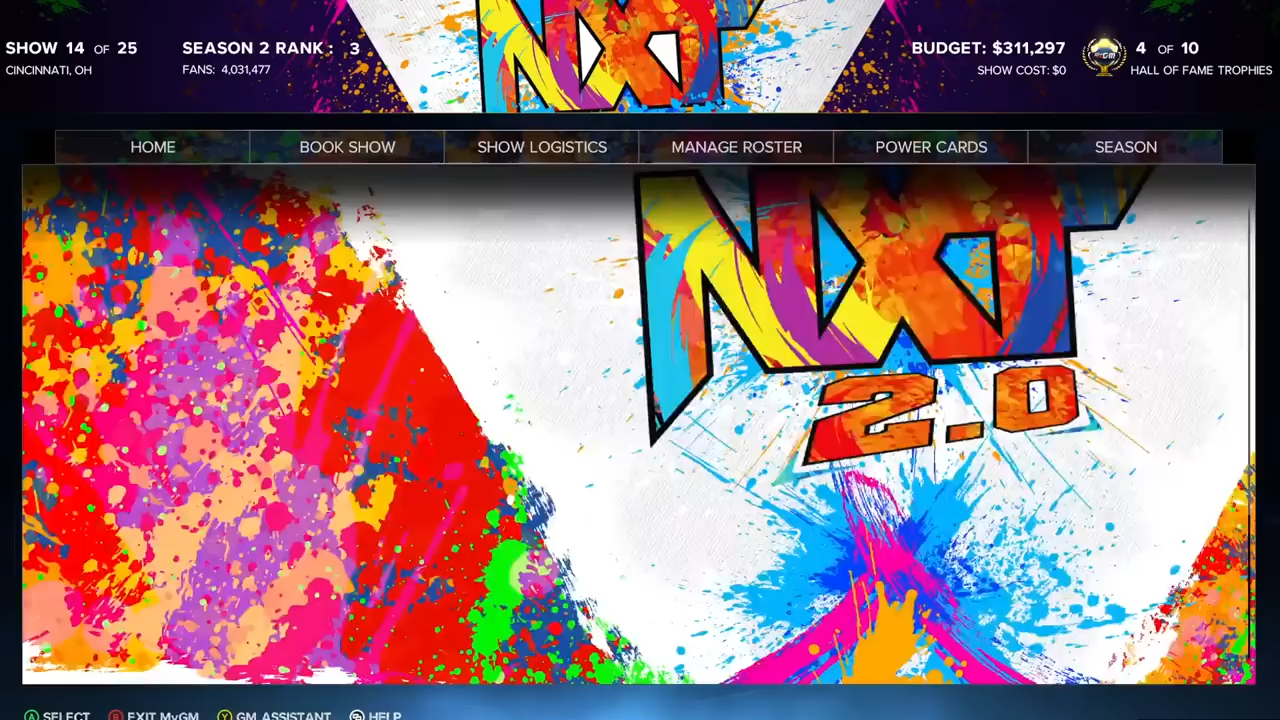 SHOW 14 OF 25
CINCINNATI, OH
SEASON 2 RANK : 3
FANS: 4,031,477
NXT
BUDGET: $311,297
SHOW COST: $0
GM
4 OF 10
HALL OF FAME TROPHIES
HOME
BOOK SHOW
SHOW LOGISTICS
MANAGE ROSTER
POWER CARDS
SEASON
NXT
2.0
A SELECT
B EXIT MyGM
Y GM ASSISTANT
HELP